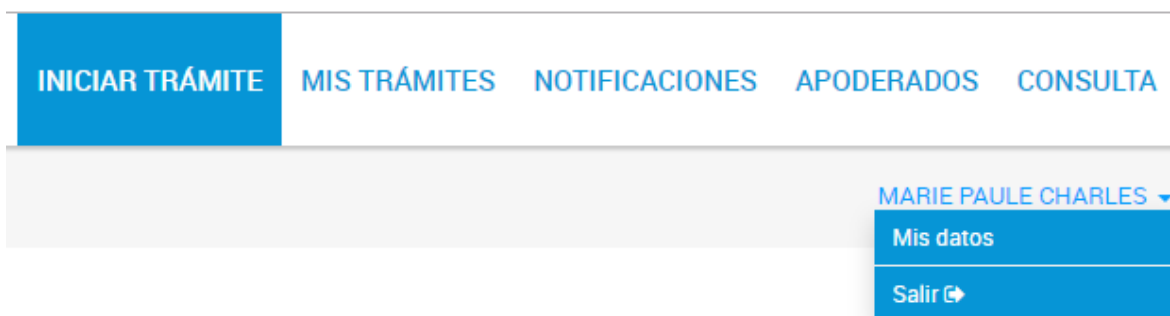 INICIAR TRÁMITE MIS TRÁMITES NOTIFICACIONES APODERADOS CONSULTA
MARIE PAULE CHARLES
Mis datos
Salir